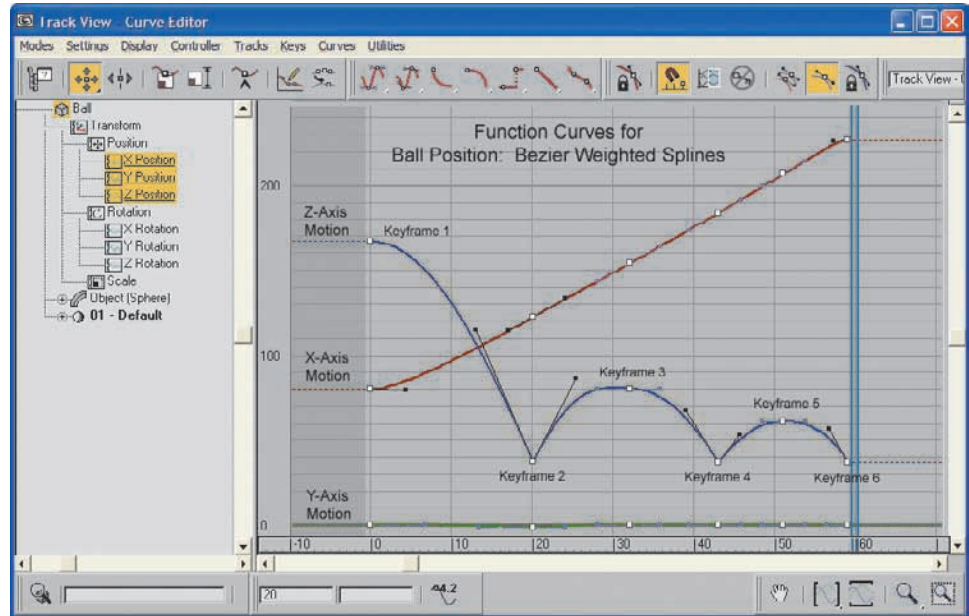 Track View - Curve Editor
Modes Settings Display Controller Tracks Keys Curves Utilities
Track View -
Ball
Transform
Position
X Position
Y Position
Z Position
Rotation
X Rotation
Y Rotation
Z Rotation
Scale
Object (Sphere)
01 - Default
Function Curves for
Ball Position: Bezier Weighted Splines
200
Z-Axis
Motion
Keyframe 1
100
X-Axis
Motion
Keyframe 3
Keyframe 5
Keyframe 2
Keyframe 4
Keyframe 6
Y-Axis
Motion
0
-10 0 10 20 30 40 50 60
20